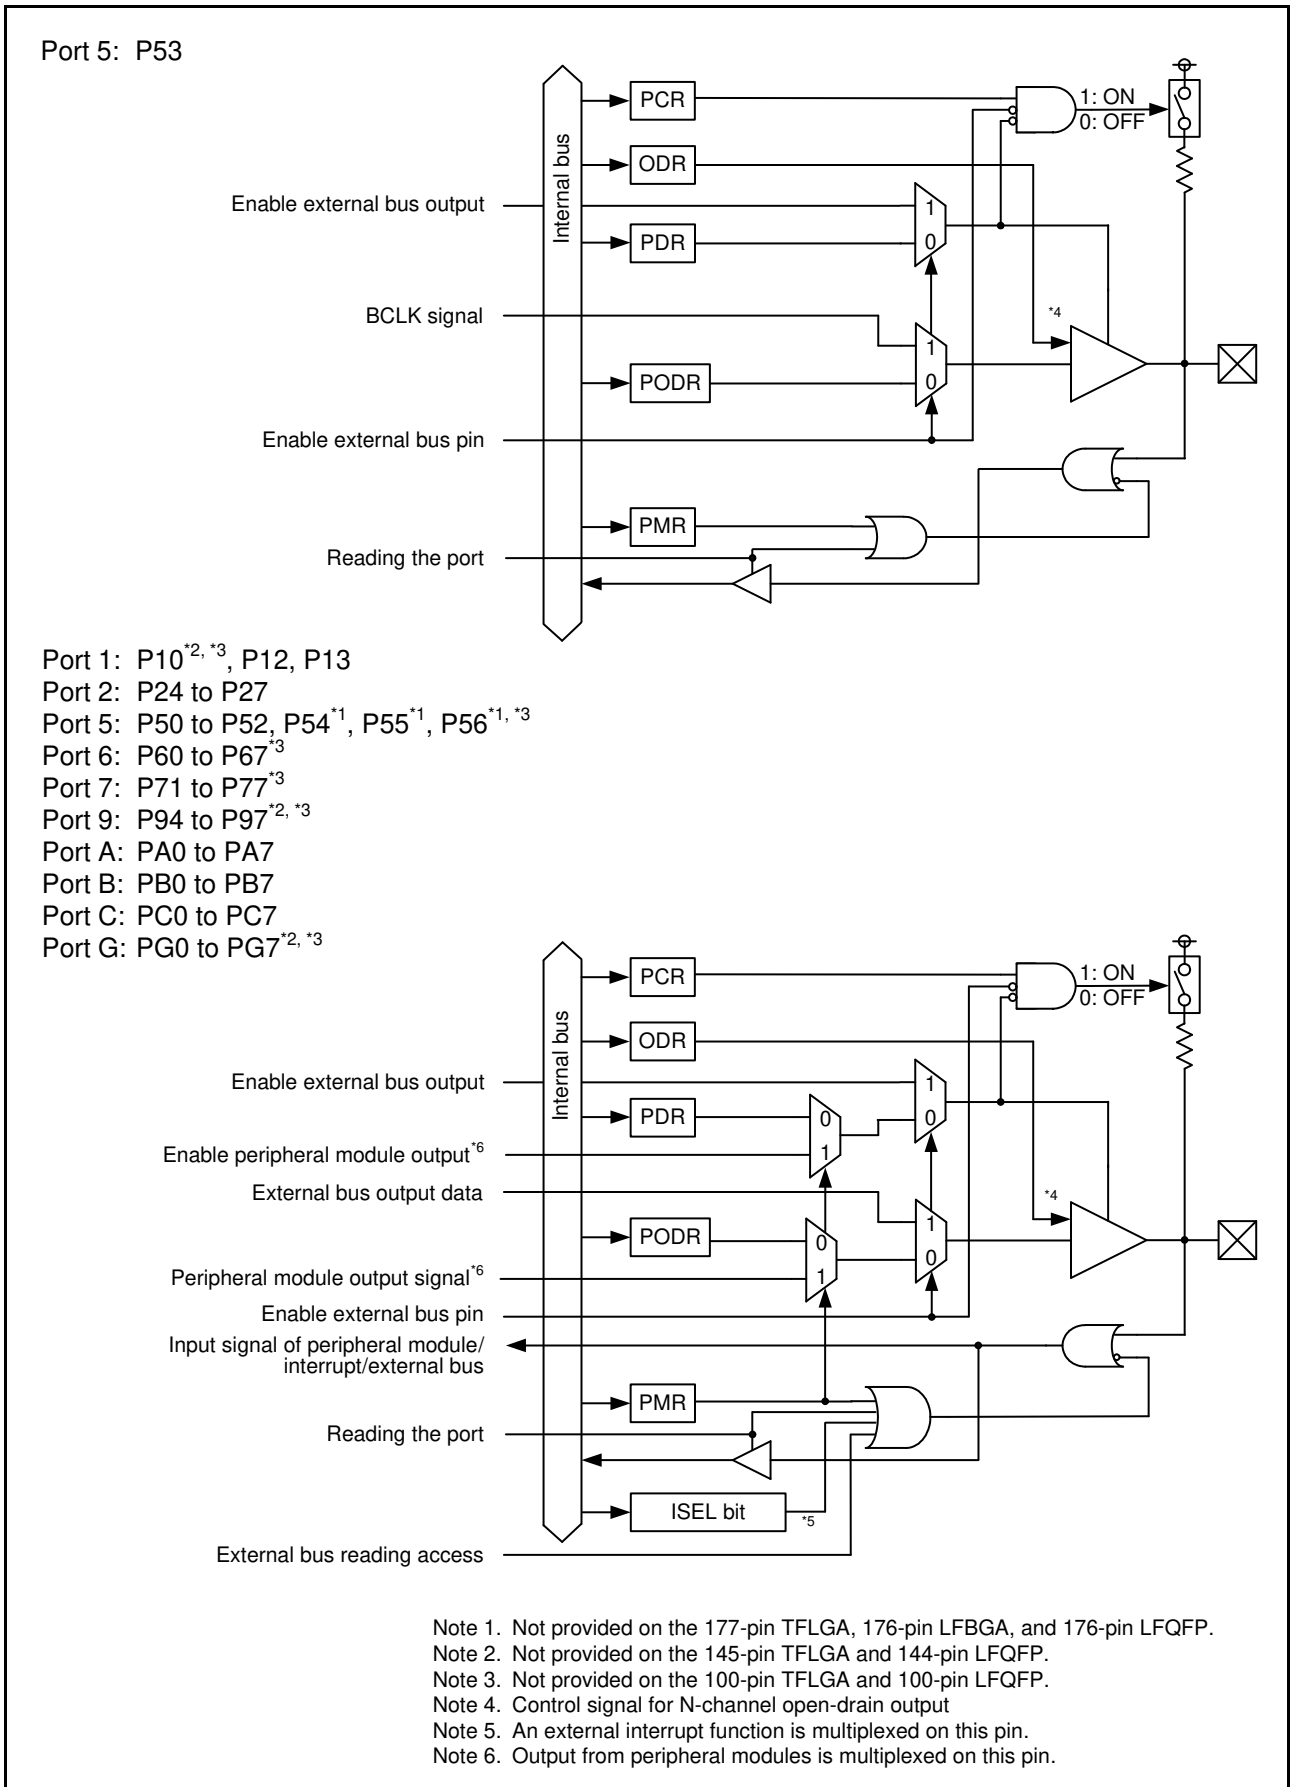 Port 5: P53
PCR
1: ON
0: OFF
ODR
Internal bus
Enable external bus output
1
PDR
0
BCLK signal
*4
1
PODR
0
Enable external bus pin
PMR
Reading the port
Port 1: P10*2, *3, P12, P13
Port 2: P24 to P27
Port 5: P50 to P52, P54*1, P55*1, P56*1, *3
Port 6: P60 to P67*3
Port 7: P71 to P77*3
Port 9: P94 to P97*2, *3
Port A: PA0 to PA7
Port B: PB0 to PB7
Port C: PC0 to PC7
Port G: PG0 to PG7*2, *3
PCR
1: ON
0: OFF
ODR
Internal bus
Enable external bus output
1
PDR
0
0
Enable peripheral module output*6
1
External bus output data
*4
1
PODR
0
0
Peripheral module output signal*6
1
Enable external bus pin
Input signal of peripheral module/
interrupt/external bus
PMR
Reading the port
ISEL bit
*5
External bus reading access
Note 1. Not provided on the 177-pin TFLGA, 176-pin LFBGA, and 176-pin LFQFP.
Note 2. Not provided on the 145-pin TFLGA and 144-pin LFQFP.
Note 3. Not provided on the 100-pin TFLGA and 100-pin LFQFP.
Note 4. Control signal for N-channel open-drain output
Note 5. An external interrupt function is multiplexed on this pin.
Note 6. Output from peripheral modules is multiplexed on this pin.